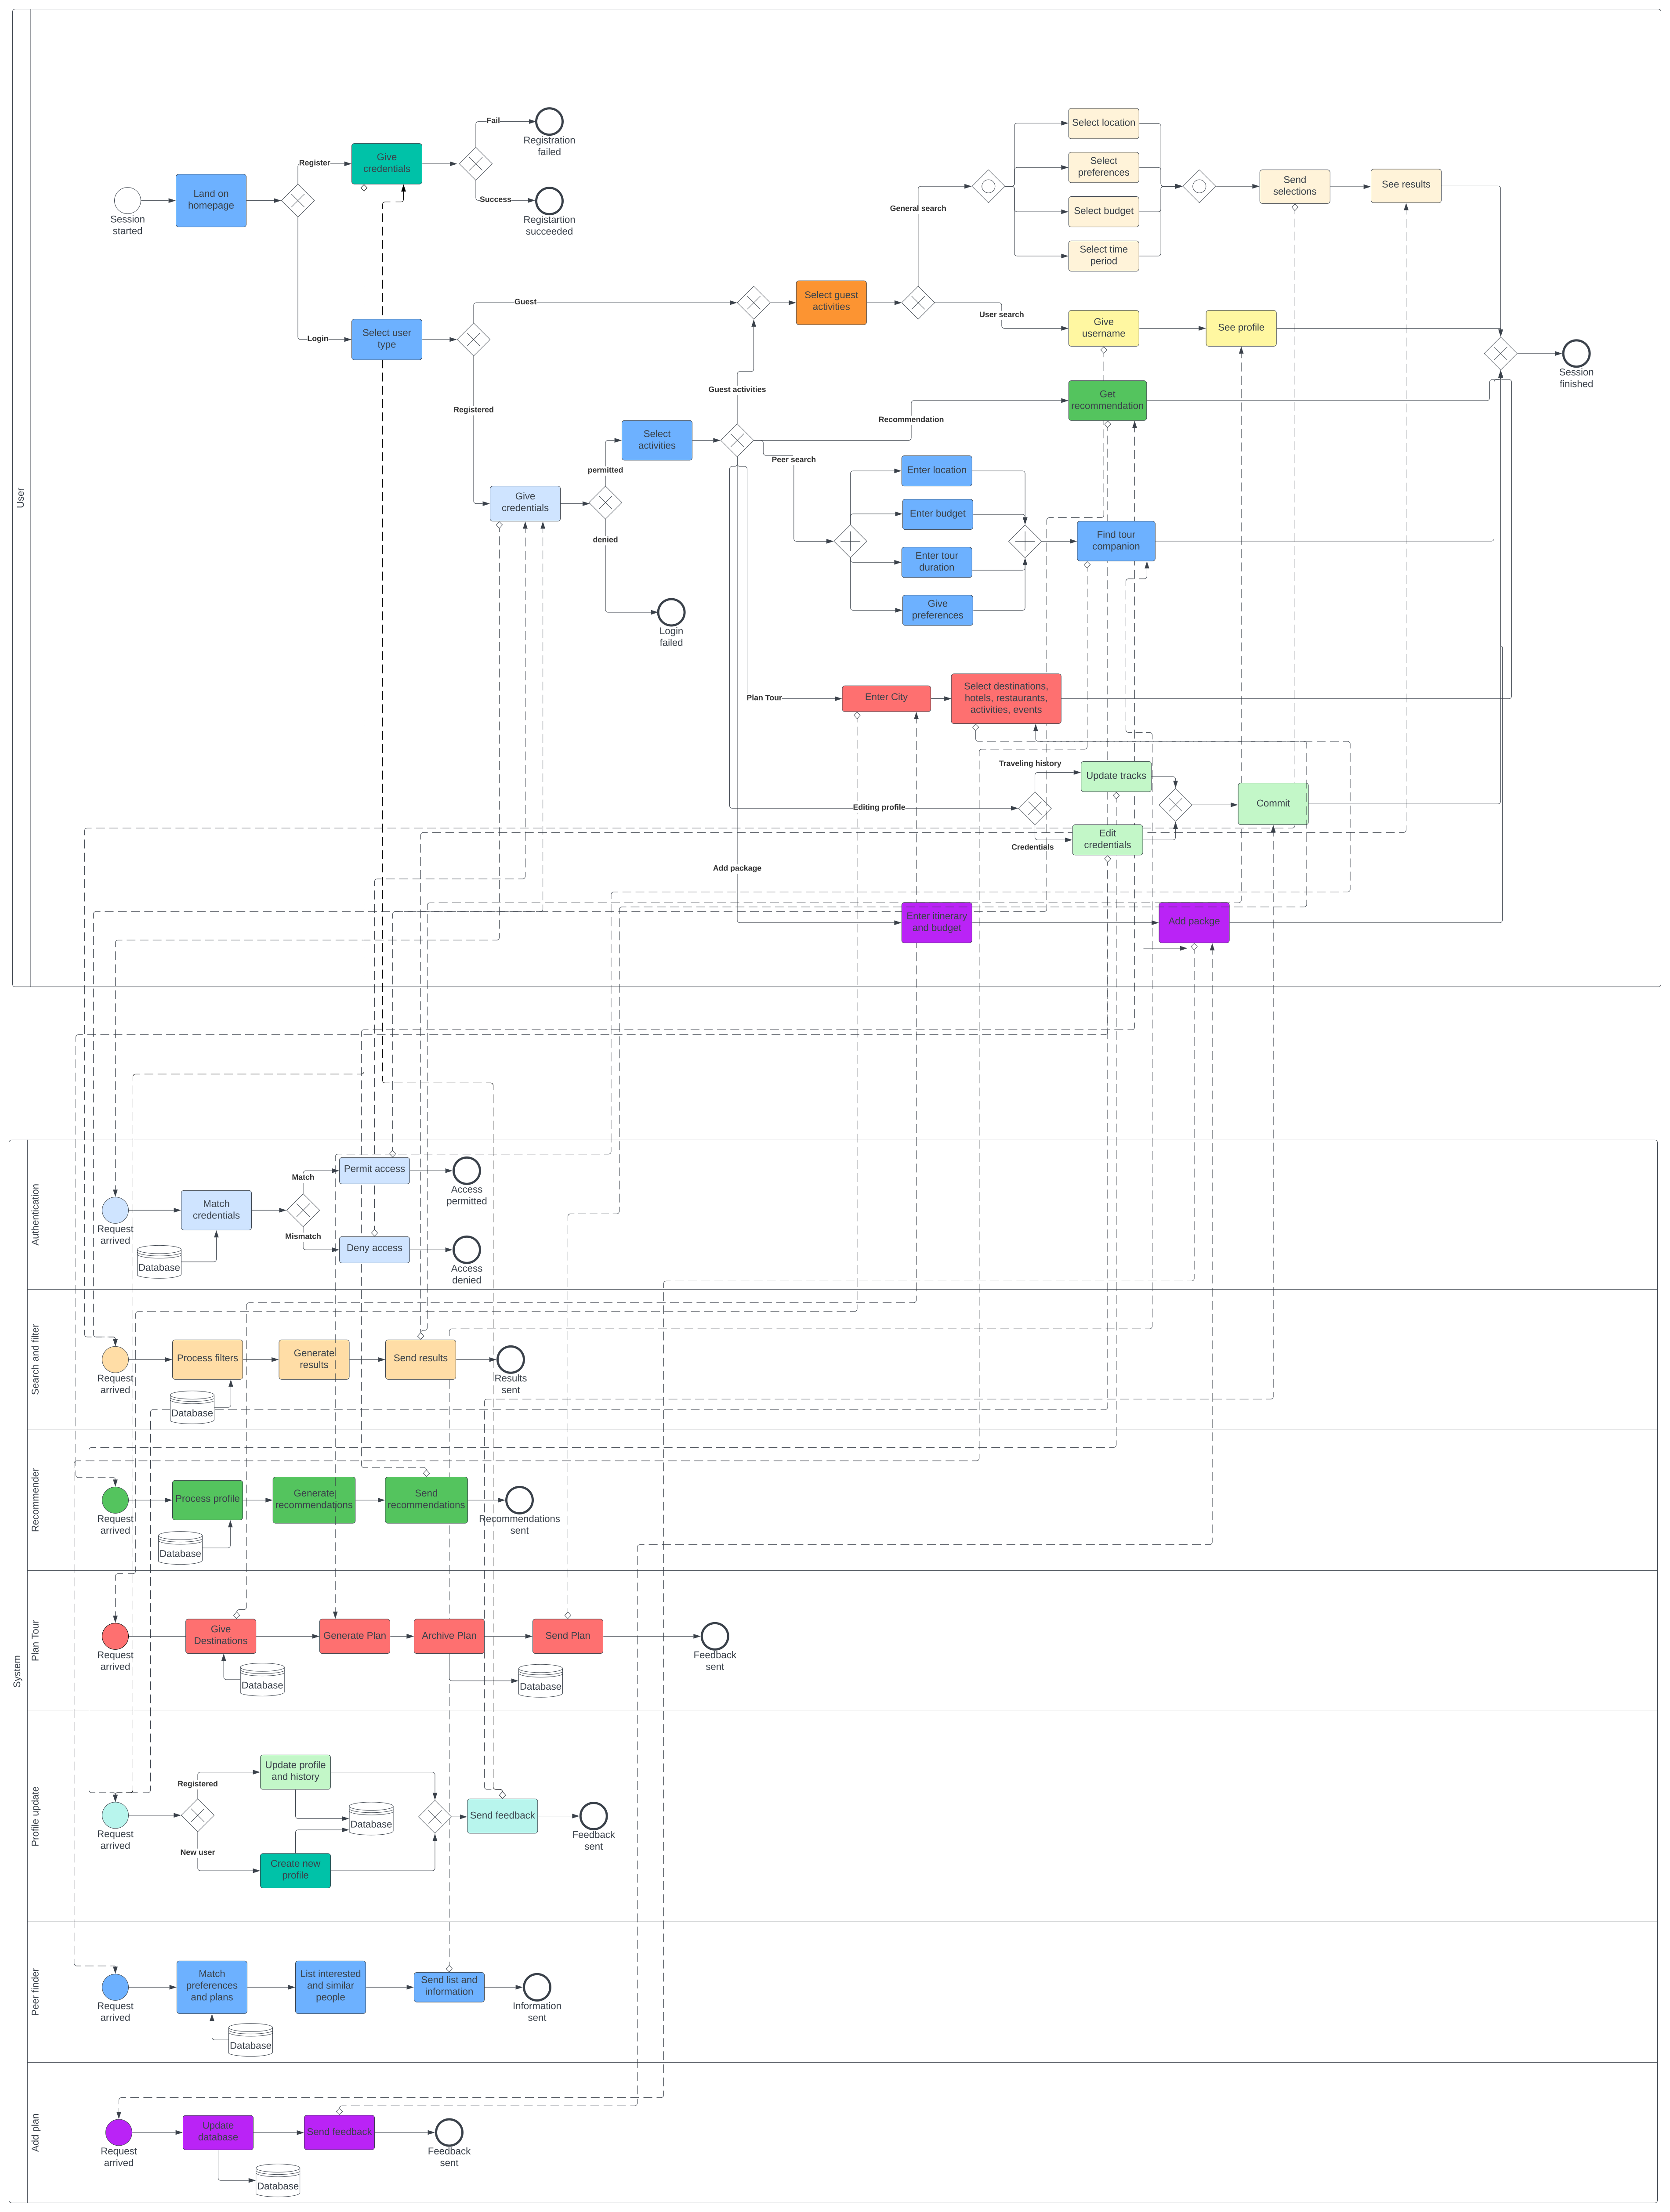 User
Session
started
Land on
homepage
Register
Login
Give
credentials
Fail
Registration
failed
Success
Registartion
succeeded
Select user
type
Guest
Registered
Give
credentials
permitted
denied
Login
failed
Select
activities
Guest activities
Select guest
activities
General search
User search
Select location
Select
preferences
Select budget
Select time
period
Send
selections
See results
Give
username
See profile
Session
finished
Recommendation
Get
recommendation
Peer search
Enter location
Enter budget
Enter tour
duration
Give
preferences
Find tour
companion
Plan Tour
Enter City
Select destinations,
hotels, restaurants,
activities, events
Editing profile
Traveling history
Credentials
Update tracks
Edit
credentials
Commit
Add package
Enter itinerary
and budget
Add packge
System
Authentication
Request
arrived
Match
credentials
Database
Match
Mismatch
Permit access
Deny access
Access
permitted
Access
denied
Search and filter
Request
arrived
Process filters
Database
Generate
results
Send results
Results
sent
Recommender
Request
arrived
Process profile
Database
Generate
recommendations
Send
recommendations
Recommendations
sent
Plan Tour
Request
arrived
Give
Destinations
Database
Generate Plan
Archive Plan
Database
Send Plan
Feedback
sent
Profile update
Request
arrived
Registered
New user
Update profile
and history
Create new
profile
Database
Send feedback
Feedback
sent
Peer finder
Request
arrived
Match
preferences
and plans
Database
List interested
and similar
people
Send list and
information
Information
sent
Add plan
Request
arrived
Update
database
Database
Send feedback
Feedback
sent